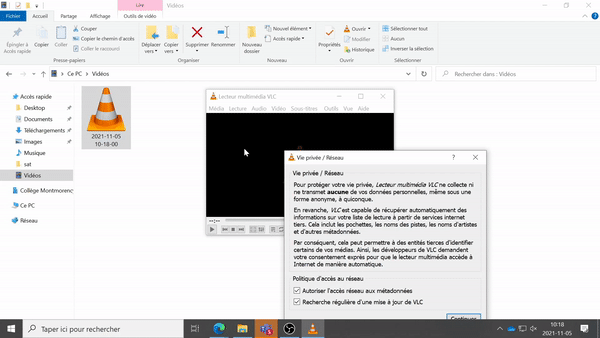 Lire
Vidéos
Fichier Accueil Partage Affichage Outils de vidéo
Épingler à Accès rapide
Copier
Coller
Couper
Copier le chemin d'accès
Coller le raccourci
Déplacer vers
Copier vers
Supprimer
Renommer
Nouveau dossier
Nouvel élément
Accès rapide
Propriétés
Ouvrir
Modifier
Historique
Sélectionner tout
Aucun
Inverser la sélection
Presse-papiers Organiser Nouveau Ouvrir Sélectionner
Ce PC > Vidéos
Rechercher dans : Vidéos
Accès rapide
Desktop
Documents
Téléchargements
Images
Musique
sat
Vidéos
Collège Montmorenc
Ce PC
Réseau
2021-11-05
10-18-00
Lecteur multimédia VLC
Média Lecture Audio Vidéo Sous-titres Outils Vue Aide
--:--
Vie privée / Réseau ?
Vie privée / Réseau
Pour protéger votre vie privée, Lecteur multimédia VLC ne collecte ni
ne transmet aucune de vos données personnelles, même sous une
forme anonyme, à quiconque.
En revanche, VLC est capable de récupérer automatiquement des
informations sur votre liste de lecture à partir de services internet
tiers. Cela inclut les pochettes, les noms des pistes, les noms d'artistes
et d'autres métadonnées.
Par conséquent, cela peut permettre à des entités tierces d'identifier
certains de vos médias. Ainsi, les développeurs de VLC demandent
votre consentement exprès pour que le lecteur multimédia accède à
Internet de manière automatique.
Politique d'accès au réseau
Autoriser l'accès réseau aux métadonnées
Recherche régulière d'une mise à jour de VLC
Continuer
Taper ici pour rechercher
10:18
2021-11-05